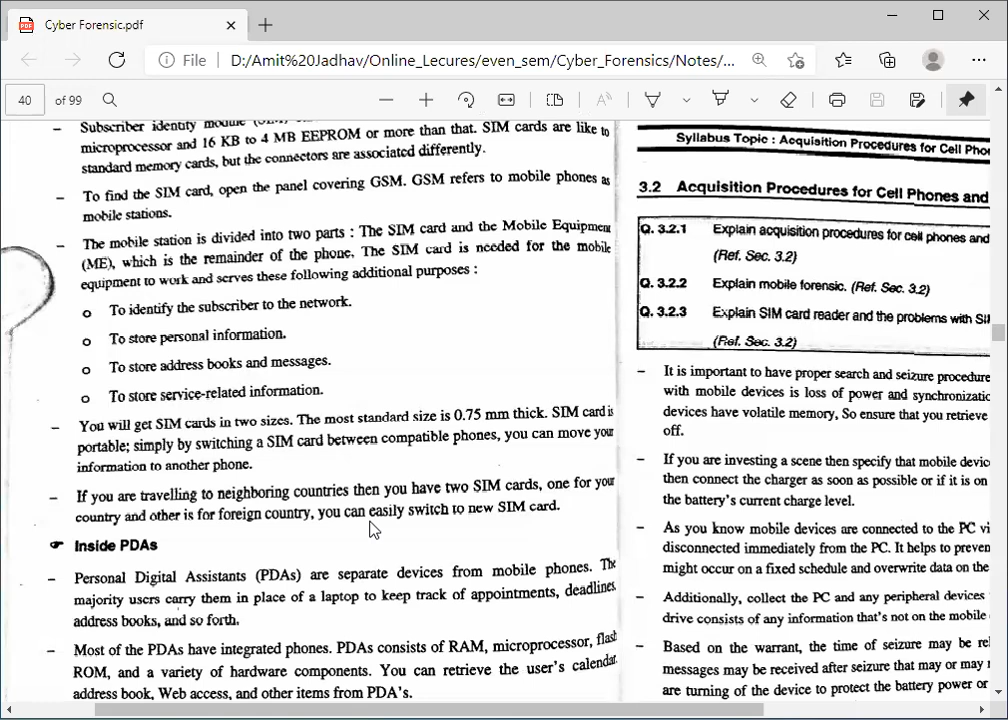 Cyber Forensic.pdf
File
D:/Amit%20Jadhav/Online_Lecures/even_sem/Cyber_Forensics/Notes/...
40 of 99
Subscriber identity module
microprocessor and 16 KB to 4 MB EEPROM or more than that. SIM cards are like to
standard memory cards, but the connectors are associated differently.
– To find the SIM card, open the panel covering GSM. GSM refers to mobile phones as
mobile stations.
– The mobile station is divided into two parts : The SIM card and the Mobile Equipment
(ME), which is the remainder of the phone. The SIM card is needed for the mobile
equipment to work and serves these following additional purposes :
o To identify the subscriber to the network.
o To store personal information.
o To store address books and messages.
o To store service-related information.
– You will get SIM cards in two sizes. The most standard size is 0.75 mm thick. SIM card is
portable; simply by switching a SIM card between compatible phones, you can move your
information to another phone.
– If you are travelling to neighboring countries then you have two SIM cards, one for your
country and other is for foreign country, you can easily switch to new SIM card.
☛ Inside PDAs
– Personal Digital Assistants (PDAs) are separate devices from mobile phones. The
majority users carry them in place of a laptop to keep track of appointments, deadlines,
address books, and so forth.
– Most of the PDAs have integrated phones. PDAs consists of RAM, microprocessor, flash
ROM, and a variety of hardware components. You can retrieve the user's calendar,
address book, Web access, and other items from PDA's.
Syllabus Topic : Acquisition Procedures for Cell Pho
3.2 Acquisition Procedures for Cell Phones and
Q. 3.2.1 Explain acquisition procedures for cell phones and
(Ref. Sec. 3.2)
Q. 3.2.2 Explain mobile forensic. (Ref. Sec. 3.2)
Q. 3.2.3 Explain SIM card reader and the problems with SI
(Ref. Sec. 3.2)
– It is important to have proper search and seizure procedure
with mobile devices is loss of power and synchronizatio
devices have volatile memory, So ensure that you retrieve
off.
– If you are investing a scene then specify that mobile devic
then connect the charger as soon as possible or if it is on
the battery's current charge level.
– As you know mobile devices are connected to the PC vi
disconnected immediately from the PC. It helps to preven
might occur on a fixed schedule and overwrite data on the
– Additionally, collect the PC and any peripheral devices
drive consists of any information that's not on the mobile
– Based on the warrant, the time of seizure may be rel
messages may be received after seizure that may or may
are turning of the device to protect the battery power or